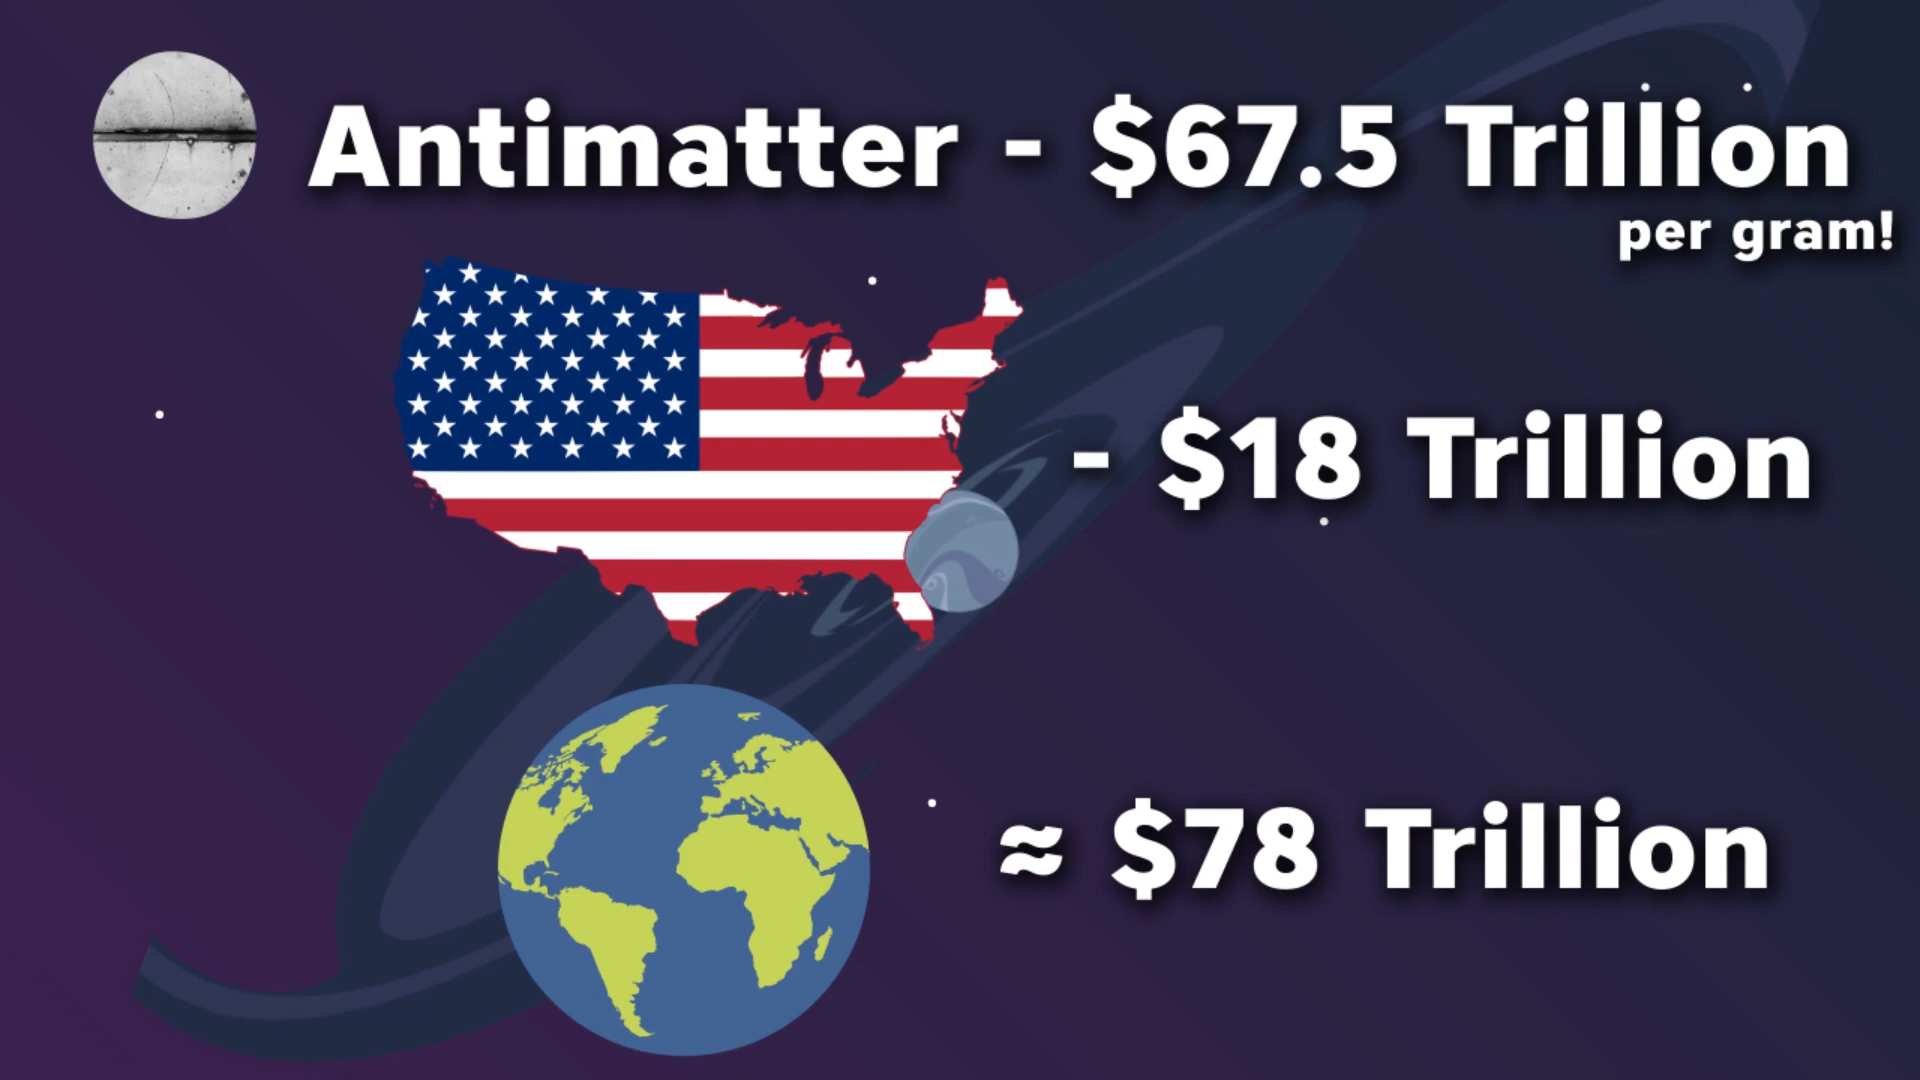 Antimatter - $67.5 Trillion
per gram!
- $18 Trillion
≈ $78 Trillion